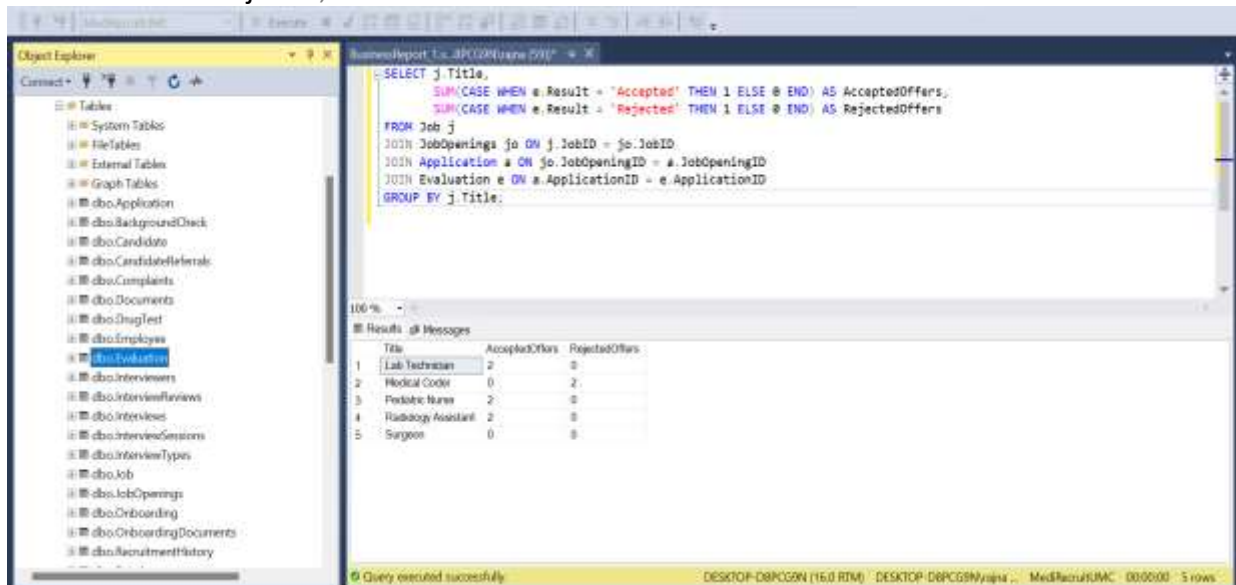 Execute
Object Explorer
Connect
Tables
System Tables
FileTables
External Tables
Graph Tables
dbo.Application
dbo.BackgroundCheck
dbo.Candidate
dbo.CandidateReferrals
dbo.Complaints
dbo.Documents
dbo.DrugTest
dbo.Employee
dbo.Evaluation
dbo.Interviewers
dbo.InterviewReviews
dbo.Interviews
dbo.InterviewSessions
dbo.InterviewTypes
dbo.Job
dbo.JobOpenings
dbo.Onboarding
dbo.OnboardingDocuments
dbo.RecruitmentHistory
SELECT j.Title,
SUM(CASE WHEN e.Result = 'Accepted' THEN 1 ELSE 0 END) AS AcceptedOffers,
SUM(CASE WHEN e.Result = 'Rejected' THEN 1 ELSE 0 END) AS RejectedOffers
FROM Job j
JOIN JobOpenings jo ON j.JobID = jo.JobID
JOIN Application a ON jo.JobOpeningID = a.JobOpeningID
JOIN Evaluation e ON a.ApplicationID = e.ApplicationID
GROUP BY j.Title;
100 %
Results Messages
Title AcceptedOffers RejectedOffers
1 Lab Technician 2 0
2 Medical Coder 0 2
3 Pediatric Nurse 2 0
4 Radiology Assistant 2 0
5 Surgeon 0 0
Query executed successfully. (16.0 RTM) MediRecruitUMC 00:00:00 5 rows